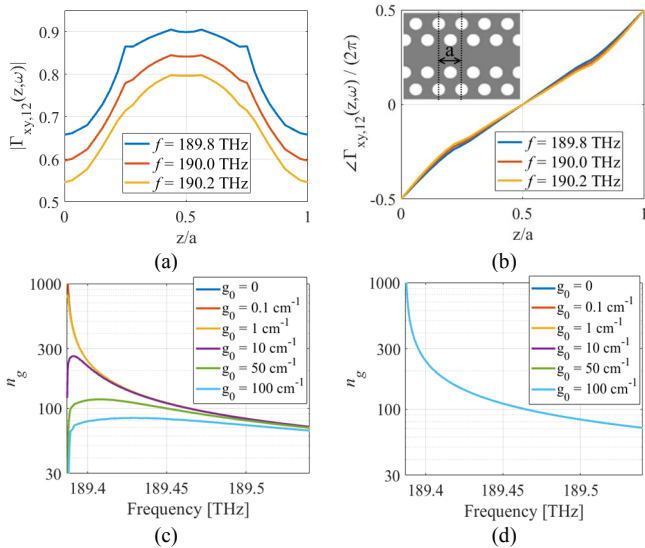 (a)
|Γxy,12(z,ω)|
0.9
0.8
0.7
0.6
0.5
f = 189.8 THz
f = 190.0 THz
f = 190.2 THz
0
0.5
1
z/a
(b)
∠Γxy,12(z,ω) / (2π)
0.5
0
-0.5
a
f = 189.8 THz
f = 190.0 THz
f = 190.2 THz
0
0.5
1
z/a
(c)
ng
1000
300
100
30
g0 = 0
g0 = 0.1 cm-1
g0 = 1 cm-1
g0 = 10 cm-1
g0 = 50 cm-1
g0 = 100 cm-1
189.4
189.45
189.5
Frequency [THz]
(d)
ng
1000
300
100
30
g0 = 0
g0 = 0.1 cm-1
g0 = 1 cm-1
g0 = 10 cm-1
g0 = 50 cm-1
g0 = 100 cm-1
189.4
189.45
189.5
Frequency [THz]